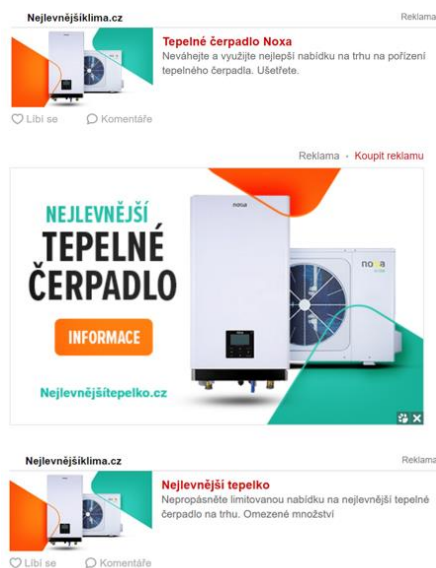 Nejlevnějšíklima.cz
Reklama
Tepelné čerpadlo Noxa
Neváhejte a využijte nejlepší nabídku na trhu na pořízení
tepelného čerpadla. Ušetřete.
Líbí se
Komentáře
Reklama • Koupit reklamu
NEJLEVNĚJŠÍ
TEPELNÉ
ČERPADLO
INFORMACE
Nejlevnějšítepelko.cz
noxa
noxa
Nejlevnějšíklima.cz
Reklama
Nejlevnější tepelko
Nepropásněte limitovanou nabídku na nejlevnější tepelné
čerpadlo na trhu. Omezené množství
Líbí se
Komentáře